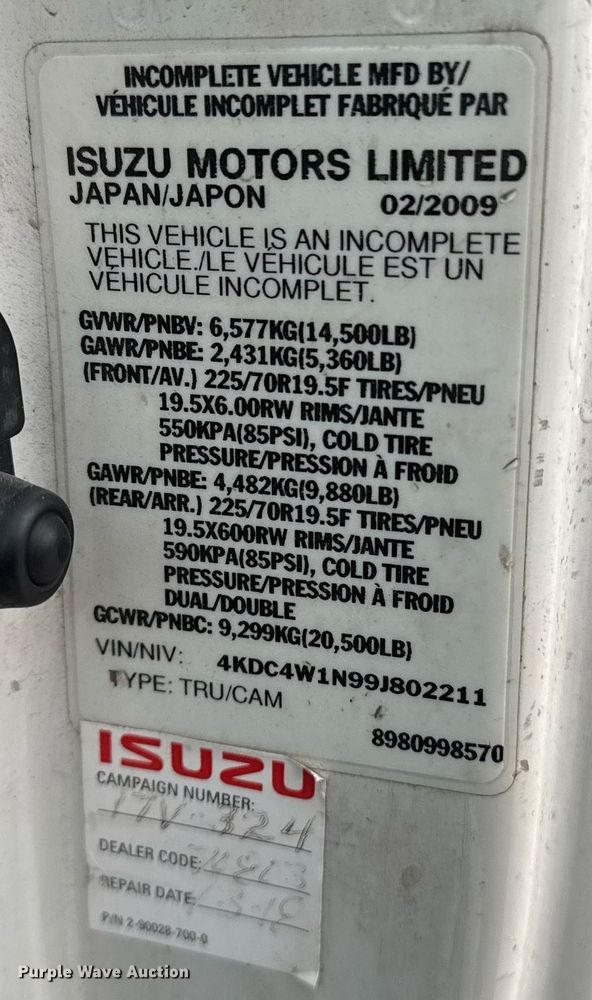 INCOMPLETE VEHICLE MFD BY/
VÉHICULE INCOMPLET FABRIQUÉ PAR
ISUZU MOTORS LIMITED
JAPAN/JAPON 02/2009
THIS VEHICLE IS AN INCOMPLETE
VEHICLE./LE VÉHICULE EST UN
VÉHICULE INCOMPLET.
GVWR/PNBV: 6,577KG(14,500LB)
GAWR/PNBE: 2,431KG(5,360LB)
(FRONT/AV.) 225/70R19.5F TIRES/PNEU
19.5X6.00RW RIMS/JANTE
550KPA(85PSI), COLD TIRE
PRESSURE/PRESSION À FROID
GAWR/PNBE: 4,482KG(9,880LB)
(REAR/ARR.) 225/70R19.5F TIRES/PNEU
19.5X600RW RIMS/JANTE
590KPA(85PSI), COLD TIRE
PRESSURE/PRESSION À FROID
DUAL/DOUBLE
GCWR/PNBC: 9,299KG(20,500LB)
VIN/NIV: 4KDC4W1N99J802211
TYPE: TRU/CAM
8980998570
ISUZU
CAMPAIGN NUMBER:
17V-324
DEALER CODE:
REPAIR DATE:
P/N 2-90028-700-0
Purple Wave Auction